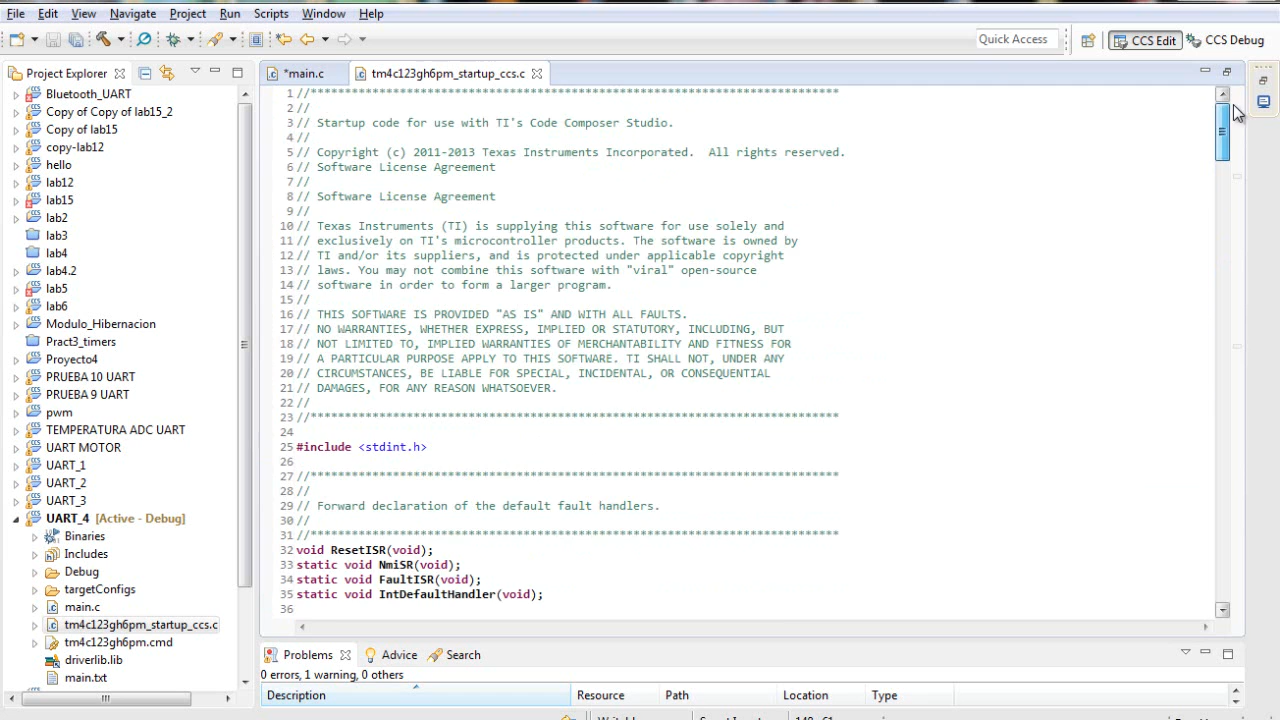 File Edit View Navigate Project Run Scripts Window Help
Quick Access CCS Edit CCS Debug
Project Explorer
*main.c tm4c123gh6pm_startup_ccs.c
Bluetooth_UART
Copy of Copy of lab15_2
Copy of lab15
copy-lab12
hello
lab12
lab15
lab2
lab3
lab4
lab4.2
lab5
lab6
Modulo_Hibernacion
Pract3_timers
Proyecto4
PRUEBA 10 UART
PRUEBA 9 UART
pwm
TEMPERATURA ADC UART
UART MOTOR
UART_1
UART_2
UART_3
UART_4 [Active - Debug]
Binaries
Includes
Debug
targetConfigs
main.c
tm4c123gh6pm_startup_ccs.c
tm4c123gh6pm.cmd
driverlib.lib
main.txt
1 //*****************************************************************************
2 //
3 // Startup code for use with TI's Code Composer Studio.
4 //
5 // Copyright (c) 2011-2013 Texas Instruments Incorporated.  All rights reserved.
6 // Software License Agreement
7 //
8 // Software License Agreement
9 //
10 // Texas Instruments (TI) is supplying this software for use solely and
11 // exclusively on TI's microcontroller products. The software is owned by
12 // TI and/or its suppliers, and is protected under applicable copyright
13 // laws. You may not combine this software with "viral" open-source
14 // software in order to form a larger program.
15 //
16 // THIS SOFTWARE IS PROVIDED "AS IS" AND WITH ALL FAULTS.
17 // NO WARRANTIES, WHETHER EXPRESS, IMPLIED OR STATUTORY, INCLUDING, BUT
18 // NOT LIMITED TO, IMPLIED WARRANTIES OF MERCHANTABILITY AND FITNESS FOR
19 // A PARTICULAR PURPOSE APPLY TO THIS SOFTWARE. TI SHALL NOT, UNDER ANY
20 // CIRCUMSTANCES, BE LIABLE FOR SPECIAL, INCIDENTAL, OR CONSEQUENTIAL
21 // DAMAGES, FOR ANY REASON WHATSOEVER.
22 //
23 //*****************************************************************************
24
25 #include <stdint.h>
26
27 //*****************************************************************************
28 //
29 // Forward declaration of the default fault handlers.
30 //
31 //*****************************************************************************
32 void ResetISR(void);
33 static void NmiSR(void);
34 static void FaultISR(void);
35 static void IntDefaultHandler(void);
36
Problems Advice Search
0 errors, 1 warning, 0 others
Description Resource Path Location Type